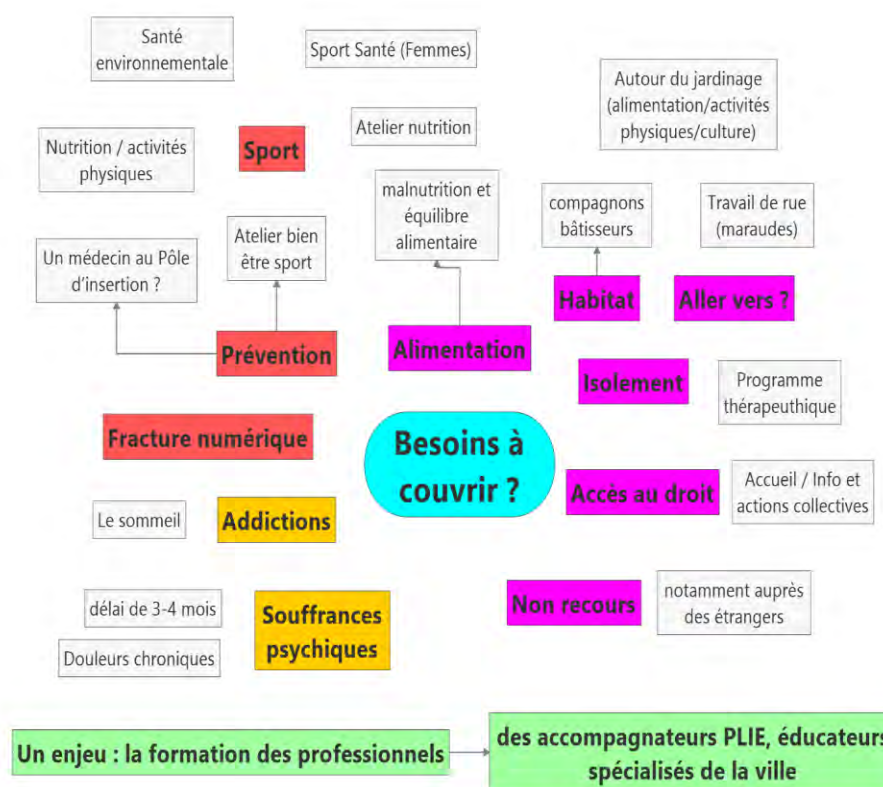 Santé
environnementale
Sport Santé (Femmes)
Autour du jardinage
(alimentation/activités
physiques/culture)
Nutrition / activités
physiques
Sport
Atelier nutrition
malnutrition et
équilibre
alimentaire
compagnons
bâtisseurs
Travail de rue
(maraudes)
Un médecin au Pôle
d'insertion ?
Atelier bien
être sport
Habitat
Aller vers ?
Prévention
Alimentation
Isolement
Programme
thérapeuthique
Fracture numérique
Besoins à
couvrir ?
Accès au droit
Accueil / Info et
actions collectives
Le sommeil
Addictions
délai de 3-4 mois
Douleurs chroniques
Souffrances
psychiques
Non recours
notamment auprès
des étrangers
Un enjeu : la formation des professionnels
des accompagnateurs PLIE, éducateurs
spécialisés de la ville